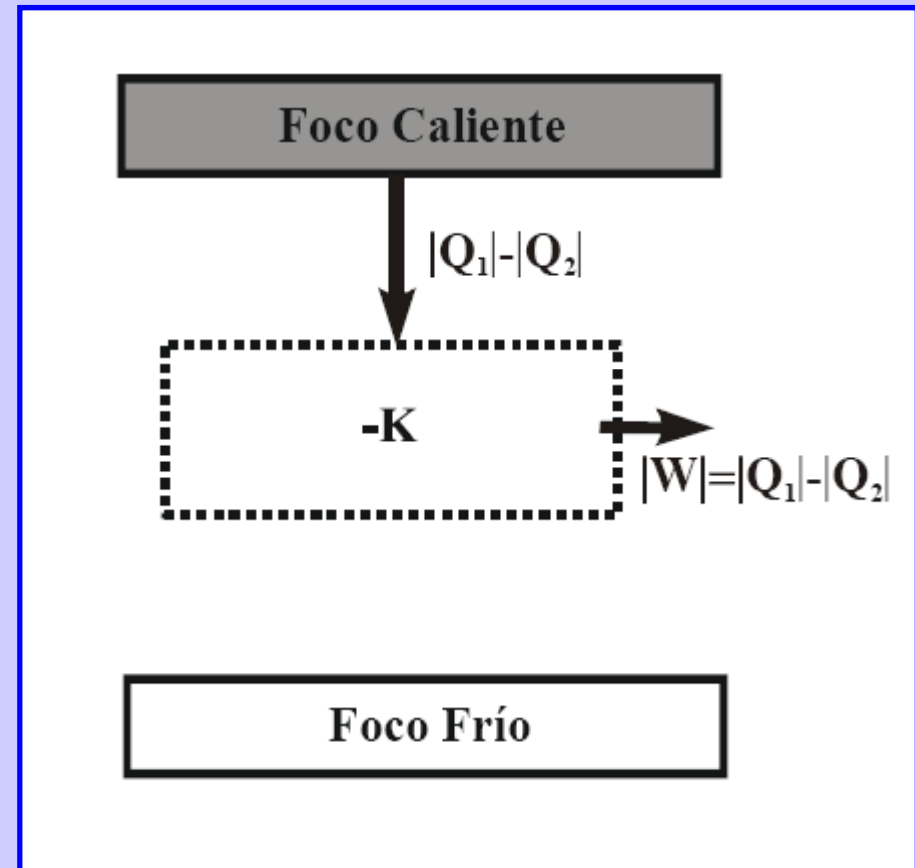 Foco Caliente
|Q₁|-|Q₂|
-K
|W|=|Q₁|-|Q₂|
Foco Frío